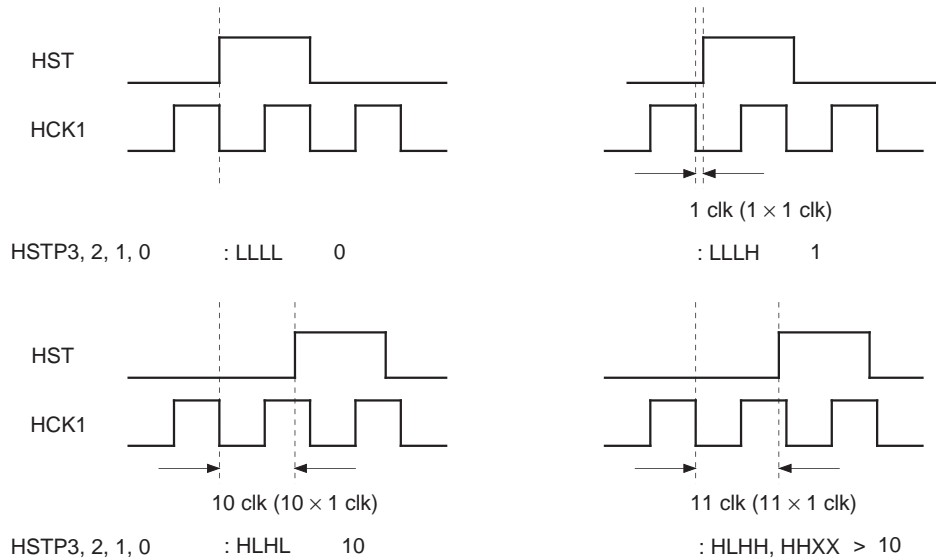 HST
HCK1
1 clk (1 × 1 clk)
HSTP3, 2, 1, 0 : LLLL 0 : LLLH 1
HST
HCK1
10 clk (10 × 1 clk) 11 clk (11 × 1 clk)
HSTP3, 2, 1, 0 : HLHL 10 : HLHH, HHXX > 10